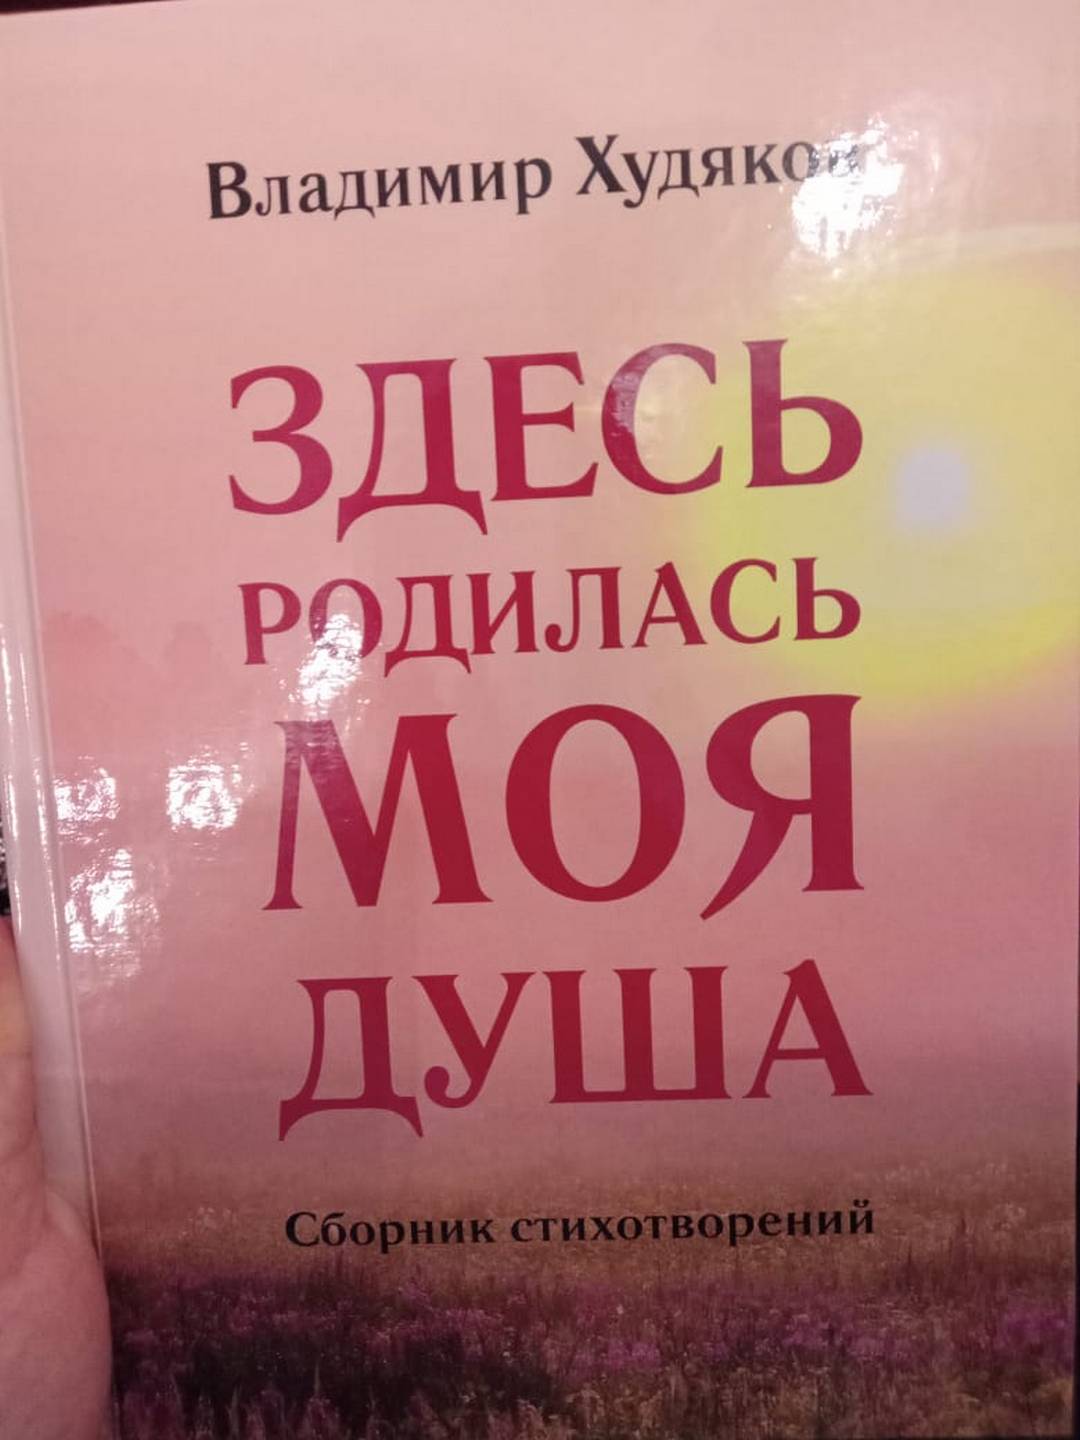 Владимир Худяков
ЗДЕСЬ
РОДИЛАСЬ
МОЯ
ДУША
Сборник стихотворений